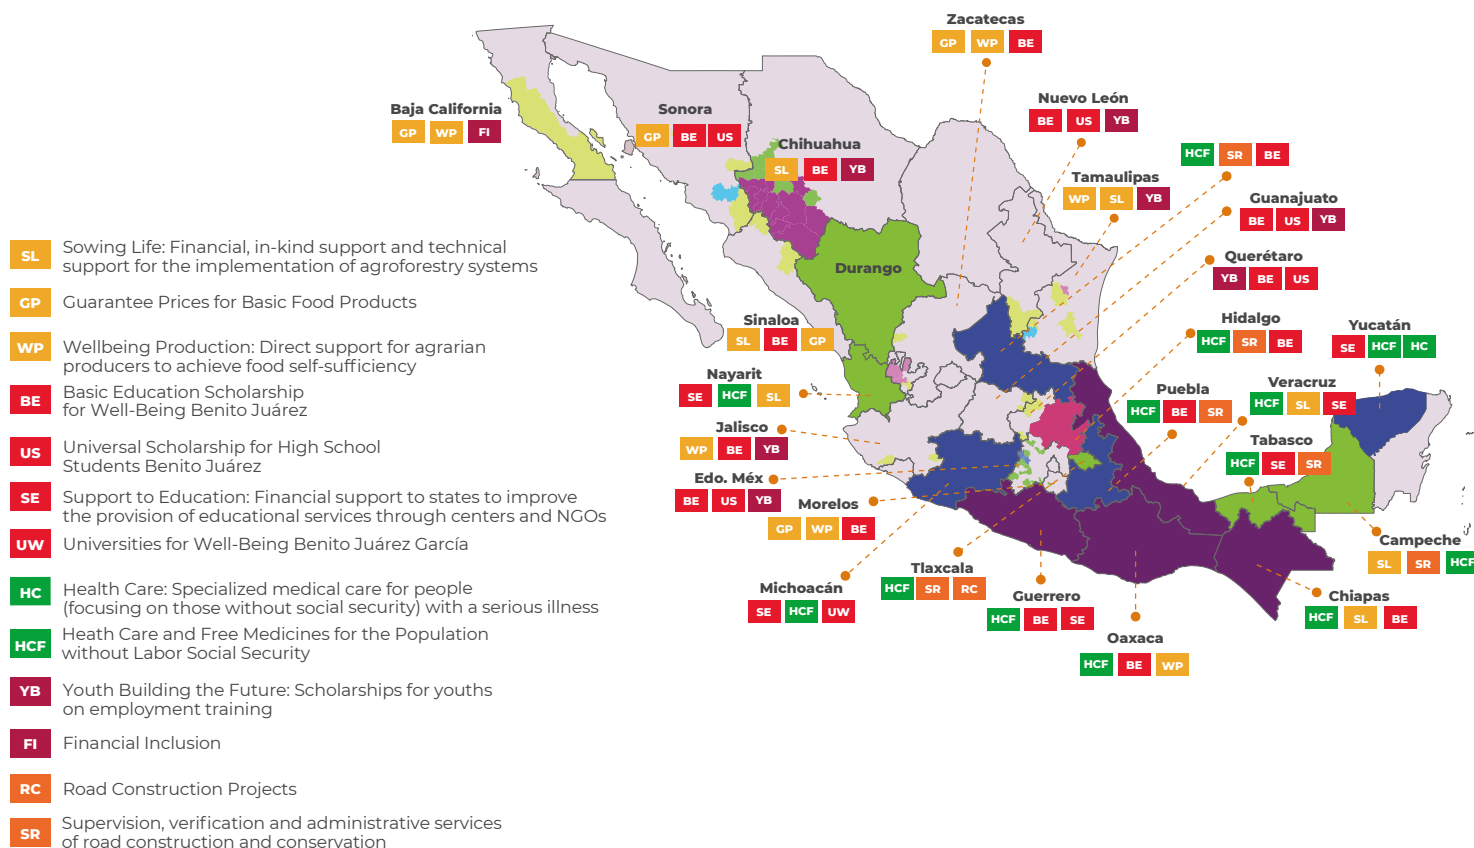 SL
Sowing Life: Financial, in-kind support and technical
support for the implementation of agroforestry systems
GP
Guarantee Prices for Basic Food Products
WP
Wellbeing Production: Direct support for agrarian
producers to achieve food self-sufficiency
BE
Basic Education Scholarship
for Well-Being Benito Juárez
US
Universal Scholarship for High School
Students Benito Juárez
SE
Support to Education: Financial support to states to improve
the provision of educational services through centers and NGOs
UW
Universities for Well-Being Benito Juárez García
HC
Health Care: Specialized medical care for people
(focusing on those without social security) with a serious illness
HCF
Heath Care and Free Medicines for the Population
without Labor Social Security
YB
Youth Building the Future: Scholarships for youths
on employment training
FI
Financial Inclusion
RC
Road Construction Projects
SR
Supervision, verification and administrative services
of road construction and conservation
Baja California
GP WP FI
Sonora
GP BE US
Chihuahua
SL BE YB
Zacatecas
GP WP BE
Nuevo León
BE US YB
Tamaulipas
WP SL YB
HCF SR BE
Guanajuato
BE US YB
Querétaro
YB BE US
Hidalgo
HCF SR BE
Yucatán
SE HCF HC
Durango
Sinaloa
SL BE GP
Nayarit
SE HCF SL
Jalisco
WP BE YB
Edo. Méx
BE US YB
Morelos
GP WP BE
Michoacán
SE HCF UW
Tlaxcala
HCF SR RC
Guerrero
HCF BE SE
Oaxaca
HCF BE WP
Puebla
HCF BE SR
Veracruz
HCF SL SE
Tabasco
HCF SE SR
Campeche
SL SR HCF
Chiapas
HCF SL BE